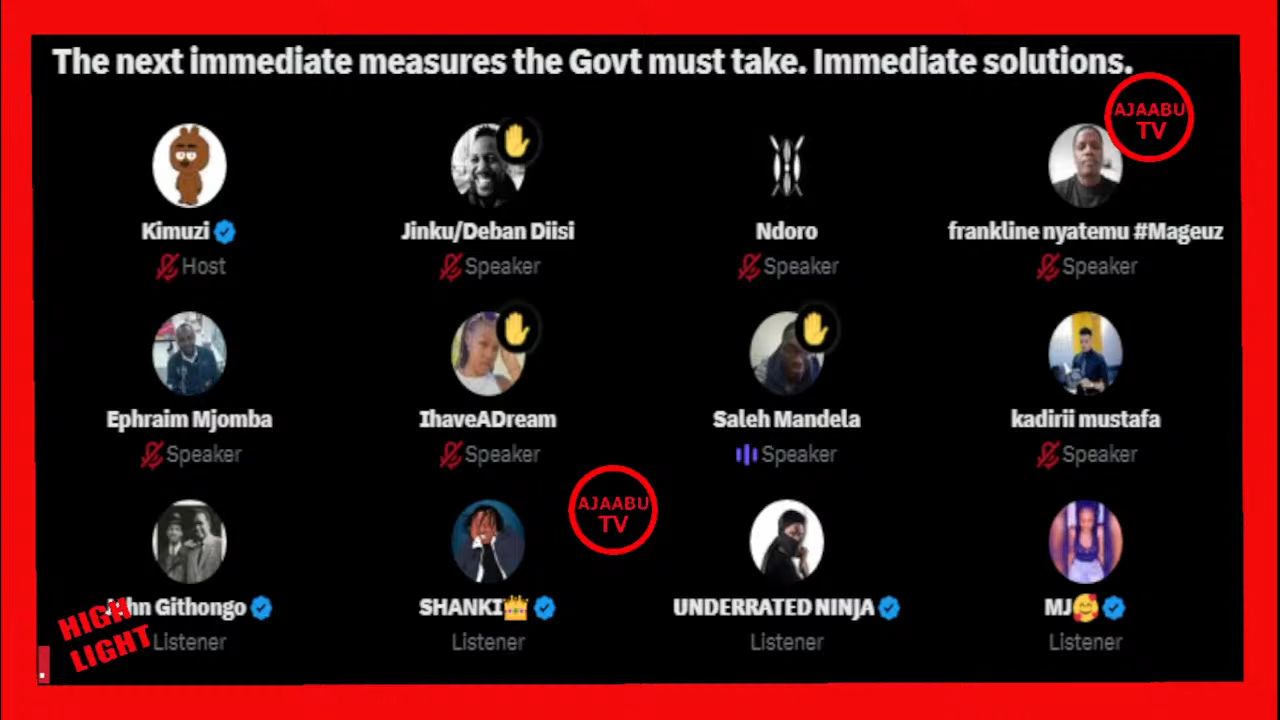 The next immediate measures the Govt must take. Immediate solutions.
AJAABU
TV
Kimuzi
Jinku/Deban Diisi
Ndoro
frankline nyatemu #Mageuz
Host
Speaker
Speaker
Speaker
Ephraim Mjomba
IhaveADream
Saleh Mandela
kadirii mustafa
Speaker
Speaker
Speaker
Speaker
AJAABU
TV
Githongo
SHANKI👑
UNDERRATED NINJA
MJ🥰
Listener
Listener
Listener
Listener
HIGH
LIGHT
.